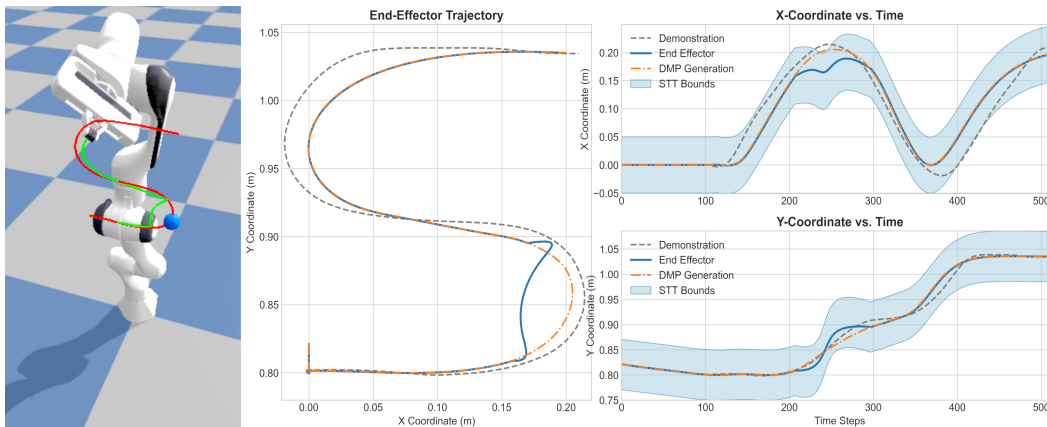 End-Effector Trajectory
1.05
1.00
0.95
0.90
0.85
0.80
Y Coordinate (m)
0.00
0.05
0.10
0.15
0.20
X Coordinate (m)
X-Coordinate vs. Time
Demonstration
End Effector
DMP Generation
STT Bounds
0.20
0.15
0.10
0.05
0.00
−0.05
X Coordinate (m)
0
100
200
300
400
500
Y-Coordinate vs. Time
Demonstration
End Effector
DMP Generation
STT Bounds
1.05
1.00
0.95
0.90
0.85
0.80
Y Coordinate (m)
0
100
200
300
400
500
Time Steps